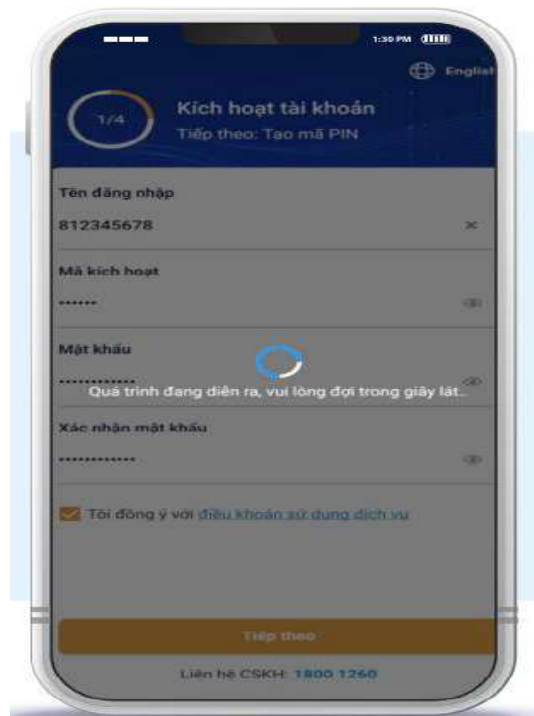 1:30 PM
English
1/4
Kích hoạt tài khoản
Tiếp theo: Tạo mã PIN
Tên đăng nhập
812345678
Mã kích hoạt
••••••
Mật khẩu
••••••••••••
Quá trình đang diễn ra, vui lòng đợi trong giây lát..
Xác nhận mật khẩu
••••••••••••
Tôi đồng ý với điều khoản sử dụng dịch vụ
Tiếp theo
Liên hệ CSKH: 1800 1260